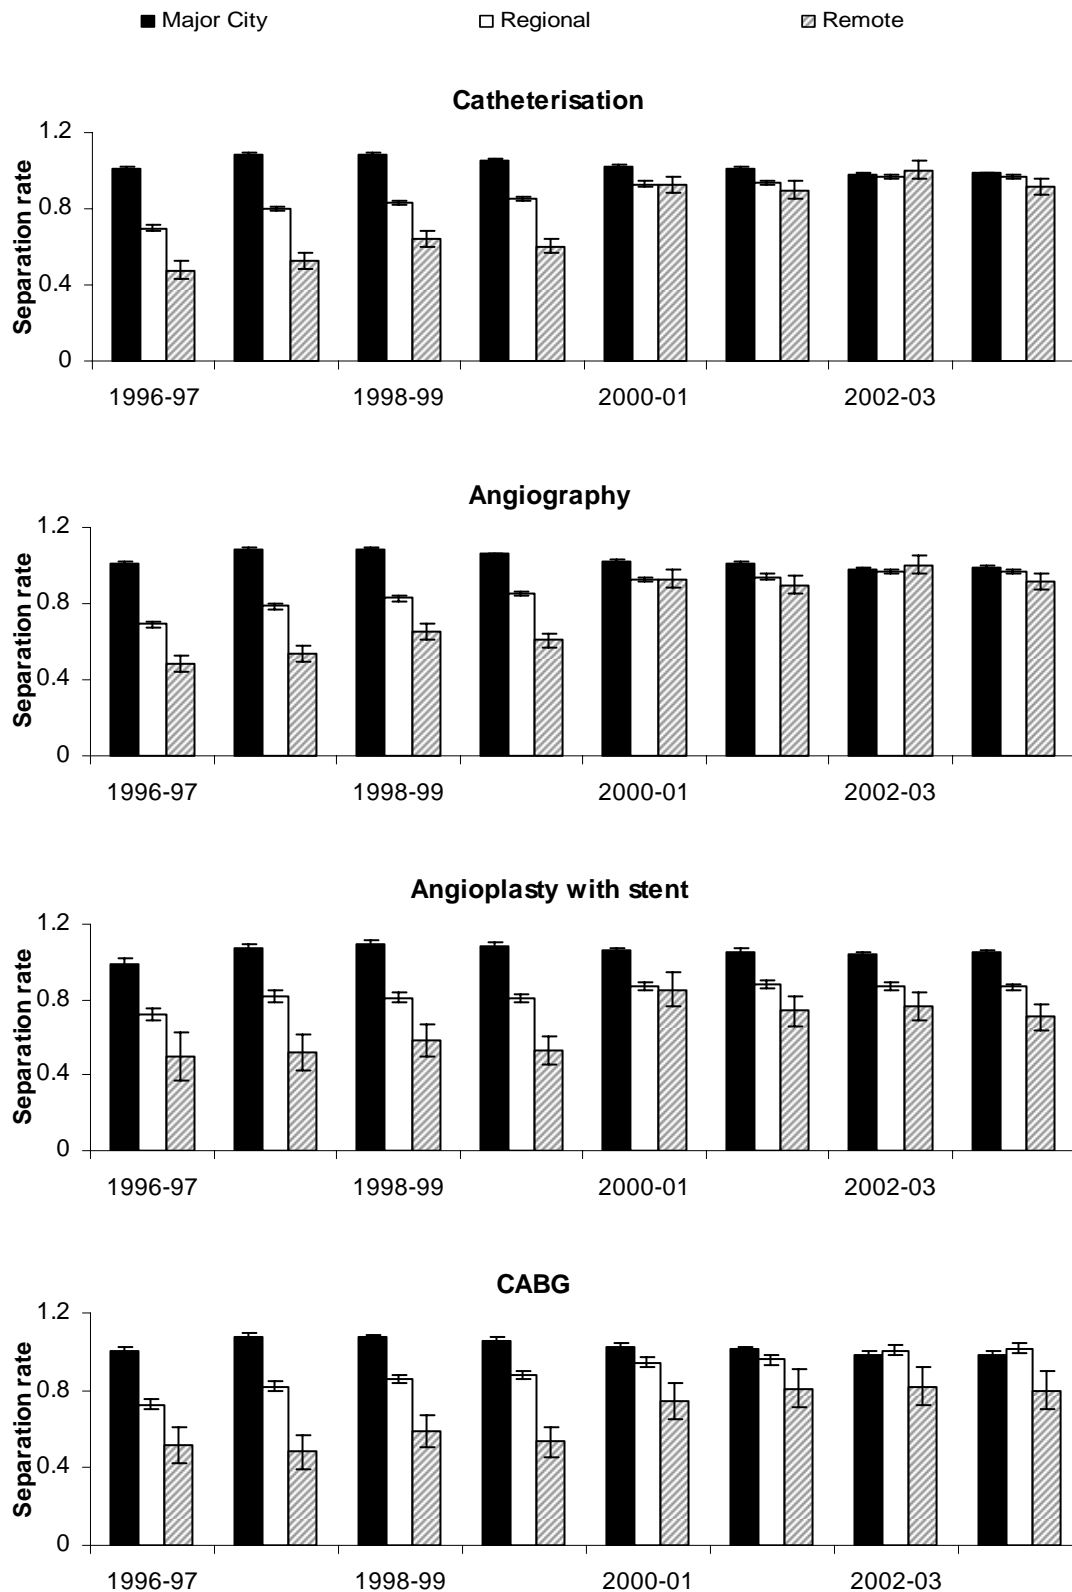 Major City Regional Remote
Catheterisation
Separation rate
1.2
0.8
0.4
0
1996-97 1998-99 2000-01 2002-03
Angiography
Separation rate
1.2
0.8
0.4
0
1996-97 1998-99 2000-01 2002-03
Angioplasty with stent
Separation rate
1.2
0.8
0.4
0
1996-97 1998-99 2000-01 2002-03
CABG
Separation rate
1.2
0.8
0.4
0
1996-97 1998-99 2000-01 2002-03